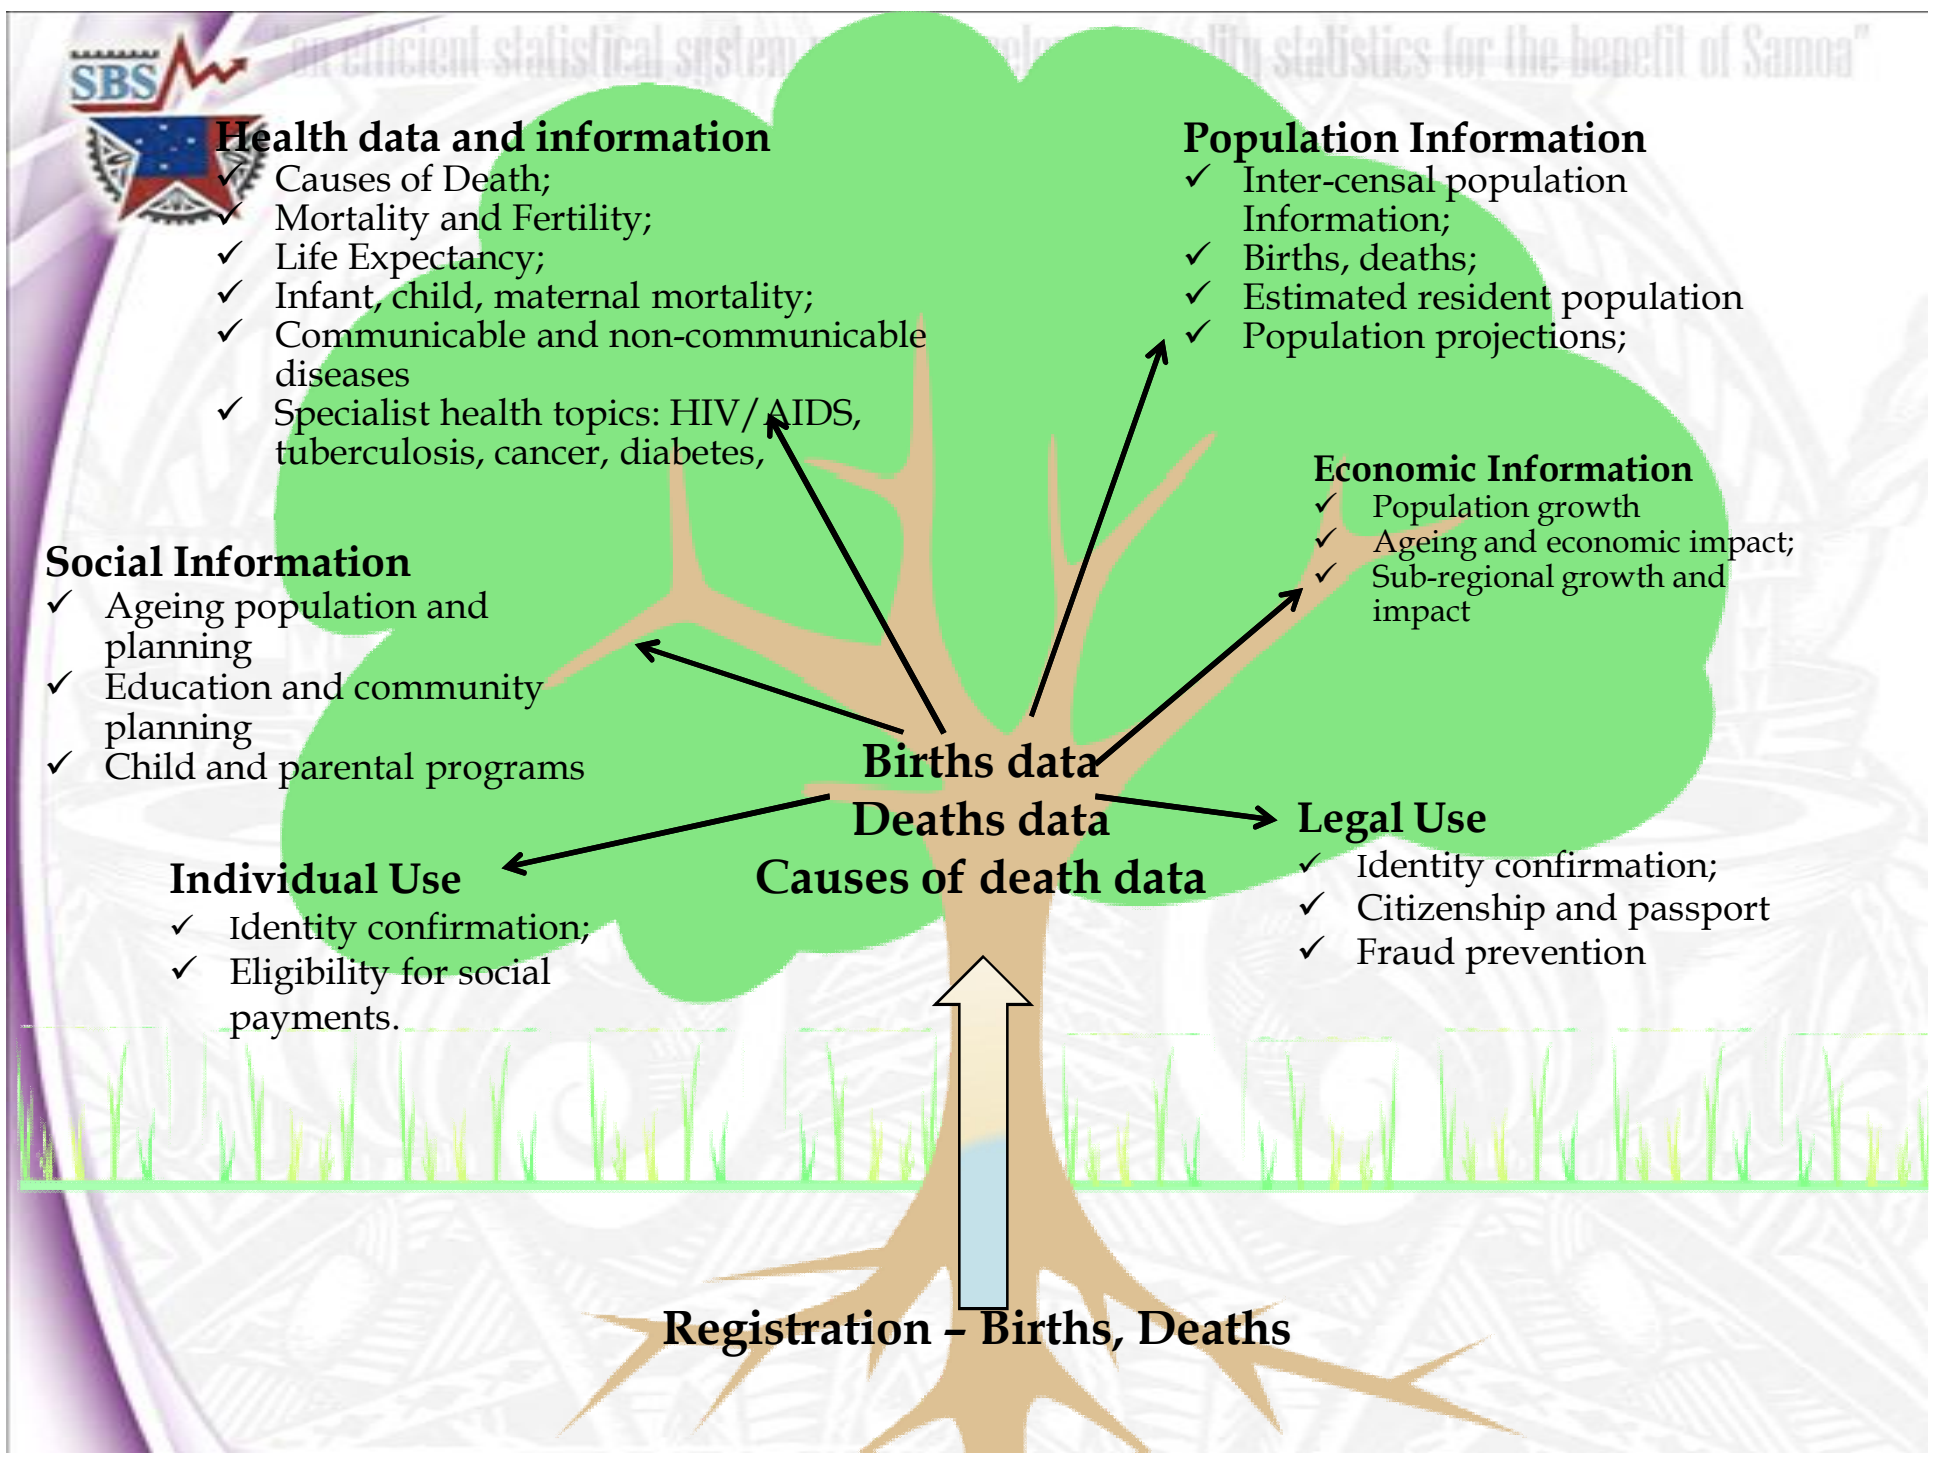 "an efficient statistical system statistics for the benefit of Samoa"
SBS
Health data and information
✓ Causes of Death;
✓ Mortality and Fertility;
✓ Life Expectancy;
✓ Infant, child, maternal mortality;
✓ Communicable and non-communicable
diseases
✓ Specialist health topics: HIV/AIDS,
tuberculosis, cancer, diabetes,
Population Information
✓ Inter-censal population
Information;
✓ Births, deaths;
✓ Estimated resident population
✓ Population projections;
Economic Information
✓ Population growth
✓ Ageing and economic impact;
✓ Sub-regional growth and
impact
Social Information
✓ Ageing population and
planning
✓ Education and community
planning
✓ Child and parental programs
Births data
Deaths data
Causes of death data
Individual Use
✓ Identity confirmation;
✓ Eligibility for social
payments.
Legal Use
✓ Identity confirmation;
✓ Citizenship and passport
✓ Fraud prevention
Registration – Births, Deaths